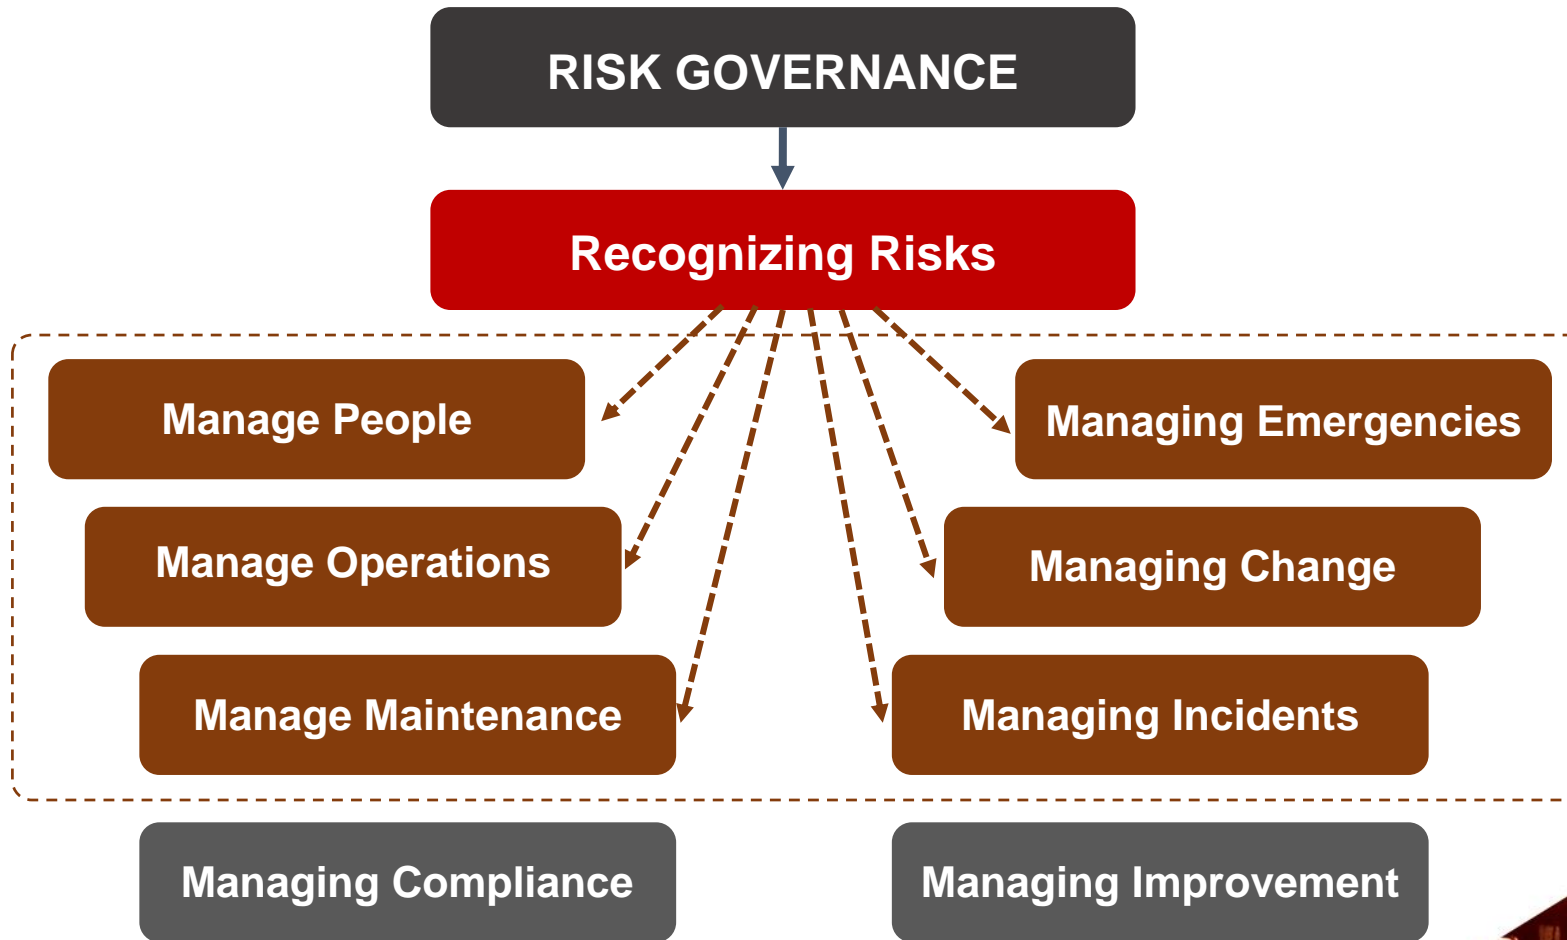 RISK GOVERNANCE
Recognizing Risks
Manage People
Managing Emergencies
Manage Operations
Managing Change
Manage Maintenance
Managing Incidents
Managing Compliance
Managing Improvement